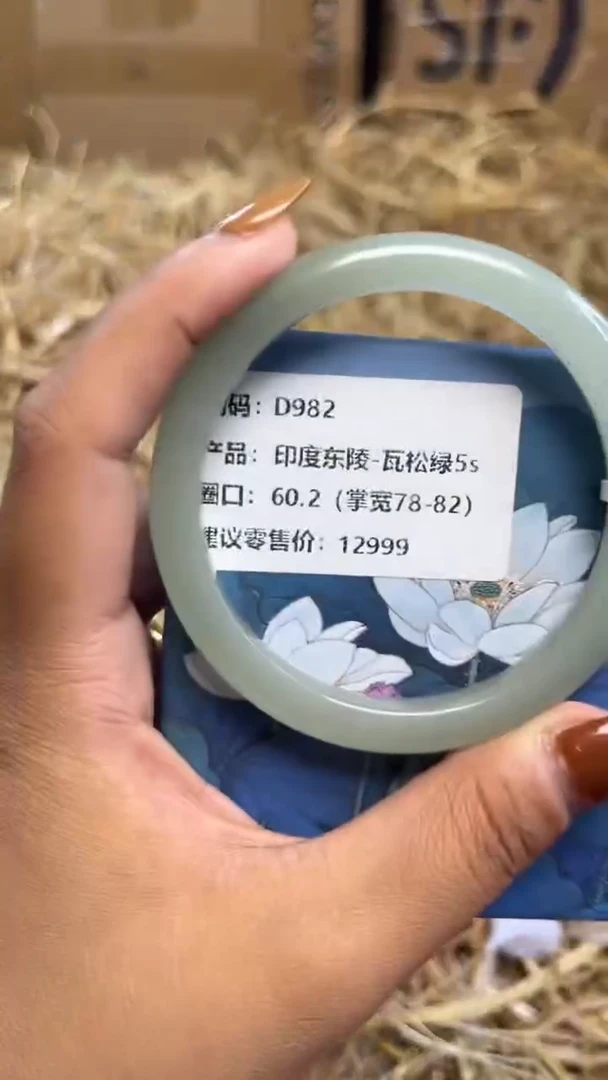 SF
码：D982
产品：印度东陵-瓦松绿5s
圈口：60.2（掌宽78-82）
建议零售价：12999